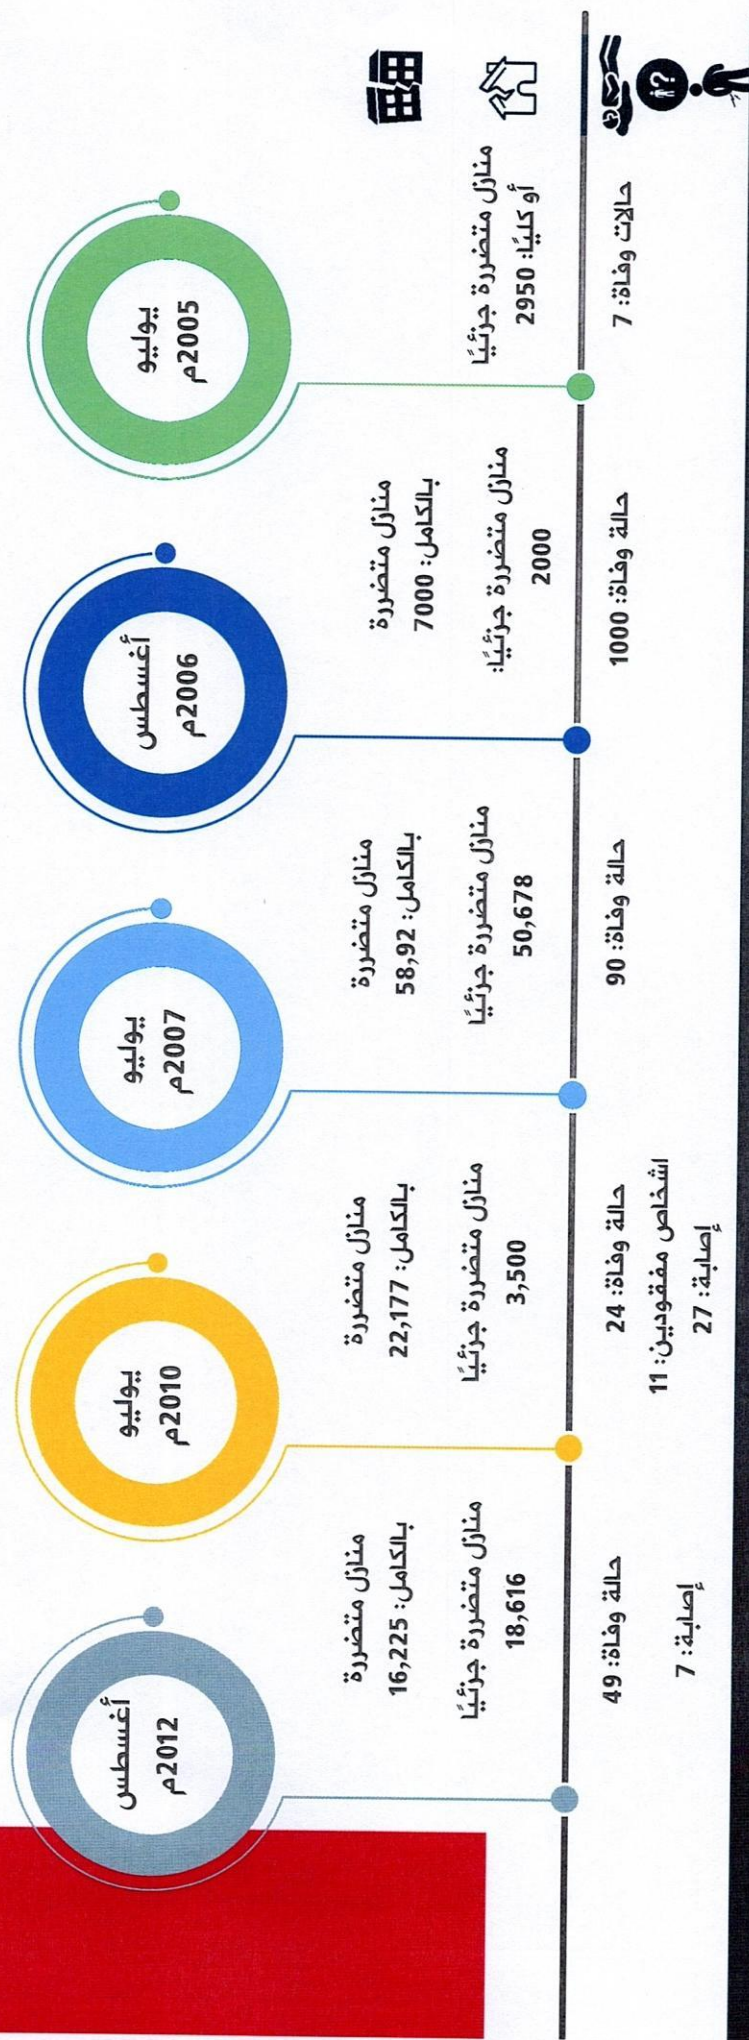 يوليو
2005م
منازل متضررة جزئيًا
أو كليًا: 2950
حالات وفاة: 7
أغسطس
2006م
منازل متضررة
بالكامل: 7000
منازل متضررة جزئيًا:
2000
حالة وفاة: 1000
يوليو
2007م
منازل متضررة
بالكامل: 58,92
منازل متضررة جزئيًا
50,678
حالة وفاة: 90
يوليو
2010م
منازل متضررة
بالكامل: 22,177
منازل متضررة جزئيًا
3,500
حالة وفاة: 24
اشخاص مفقودين: 11
إصابة: 27
أغسطس
2012م
منازل متضررة
بالكامل: 16,225
منازل متضررة جزئيًا
18,616
حالة وفاة: 49
إصابة: 7